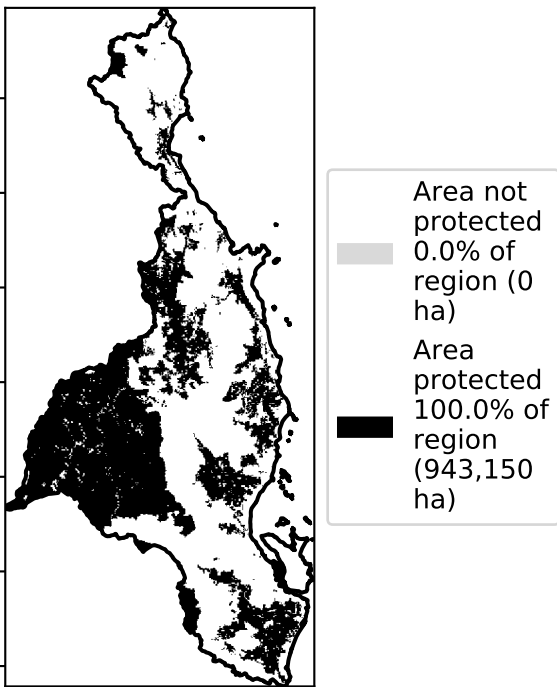 Area not
protected
0.0% of
region (0
ha)
Area
protected
100.0% of
region
(943,150
ha)